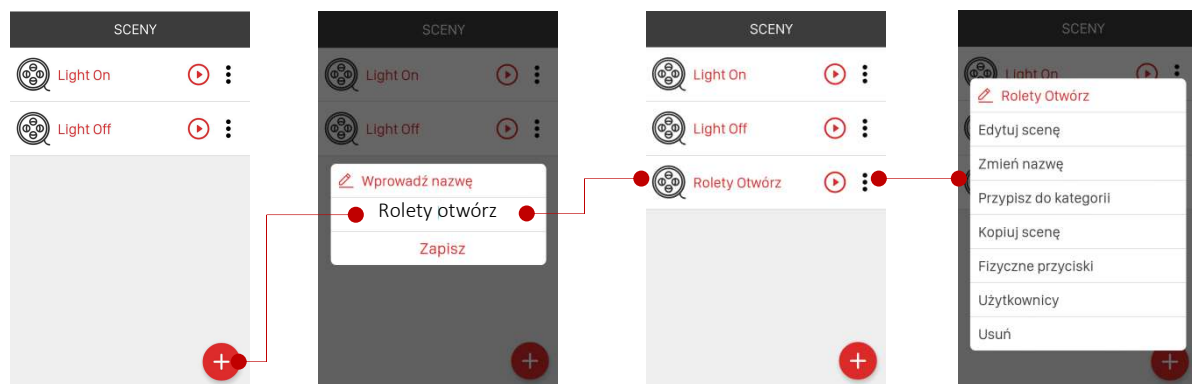 SCENY
Light On
Light Off
+
SCENY
Light On
Light Off
Wprowadź nazwę
Rolety otwórz
Zapisz
+
SCENY
Light On
Light Off
Rolety Otwórz
+
SCENY
Light On
Rolety Otwórz
Edytuj scenę
Zmień nazwę
Przypisz do kategorii
Kopiuj scenę
Fizyczne przyciski
Użytkownicy
Usuń
+